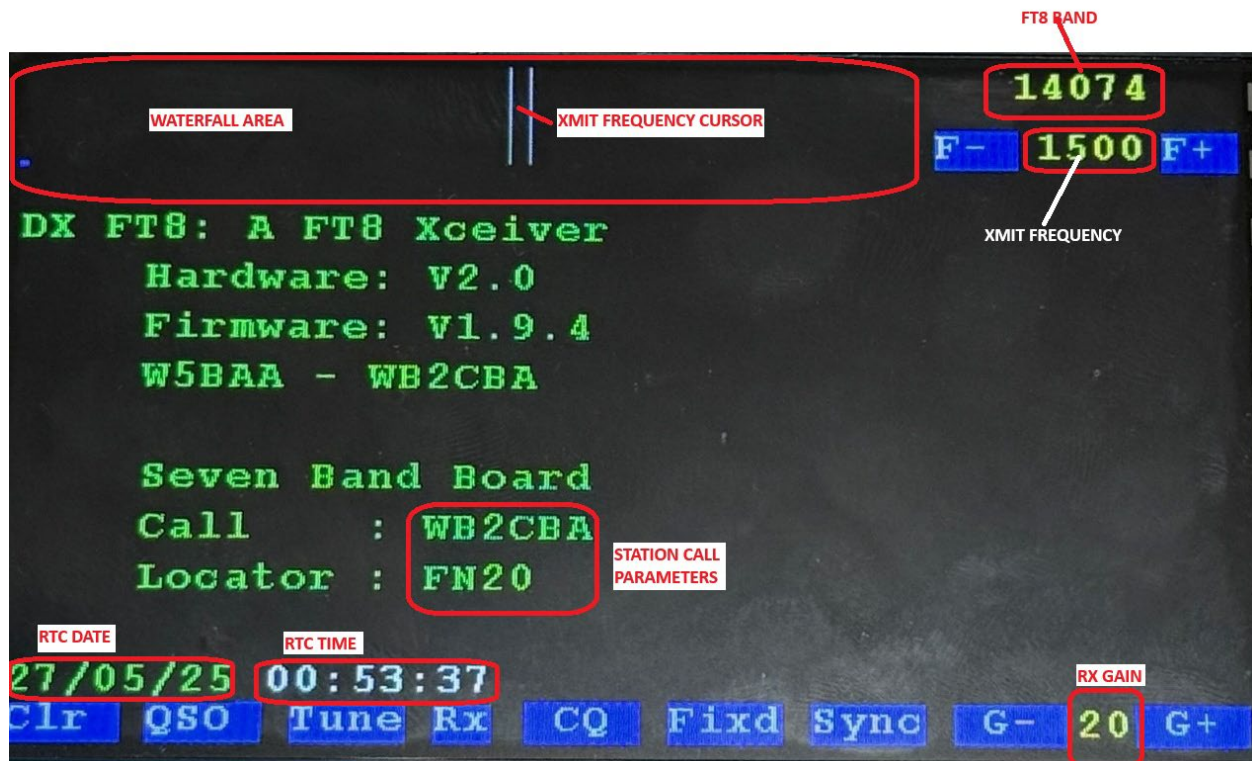 FT8 BAND
14074
WATERFALL AREA
XMIT FREQUENCY CURSOR
F- 1500 F+
XMIT FREQUENCY
DX FT8: A FT8 Xceiver
Hardware: V2.0
Firmware: V1.9.4
W5BAA - WB2CBA
Seven Band Board
Call : WB2CBA
Locator : FN20
STATION CALL
PARAMETERS
RTC DATE
RTC TIME
27/05/25 00:53:37
RX GAIN
Clr QSO Tune Rx CQ Fixd Sync G- 20 G+